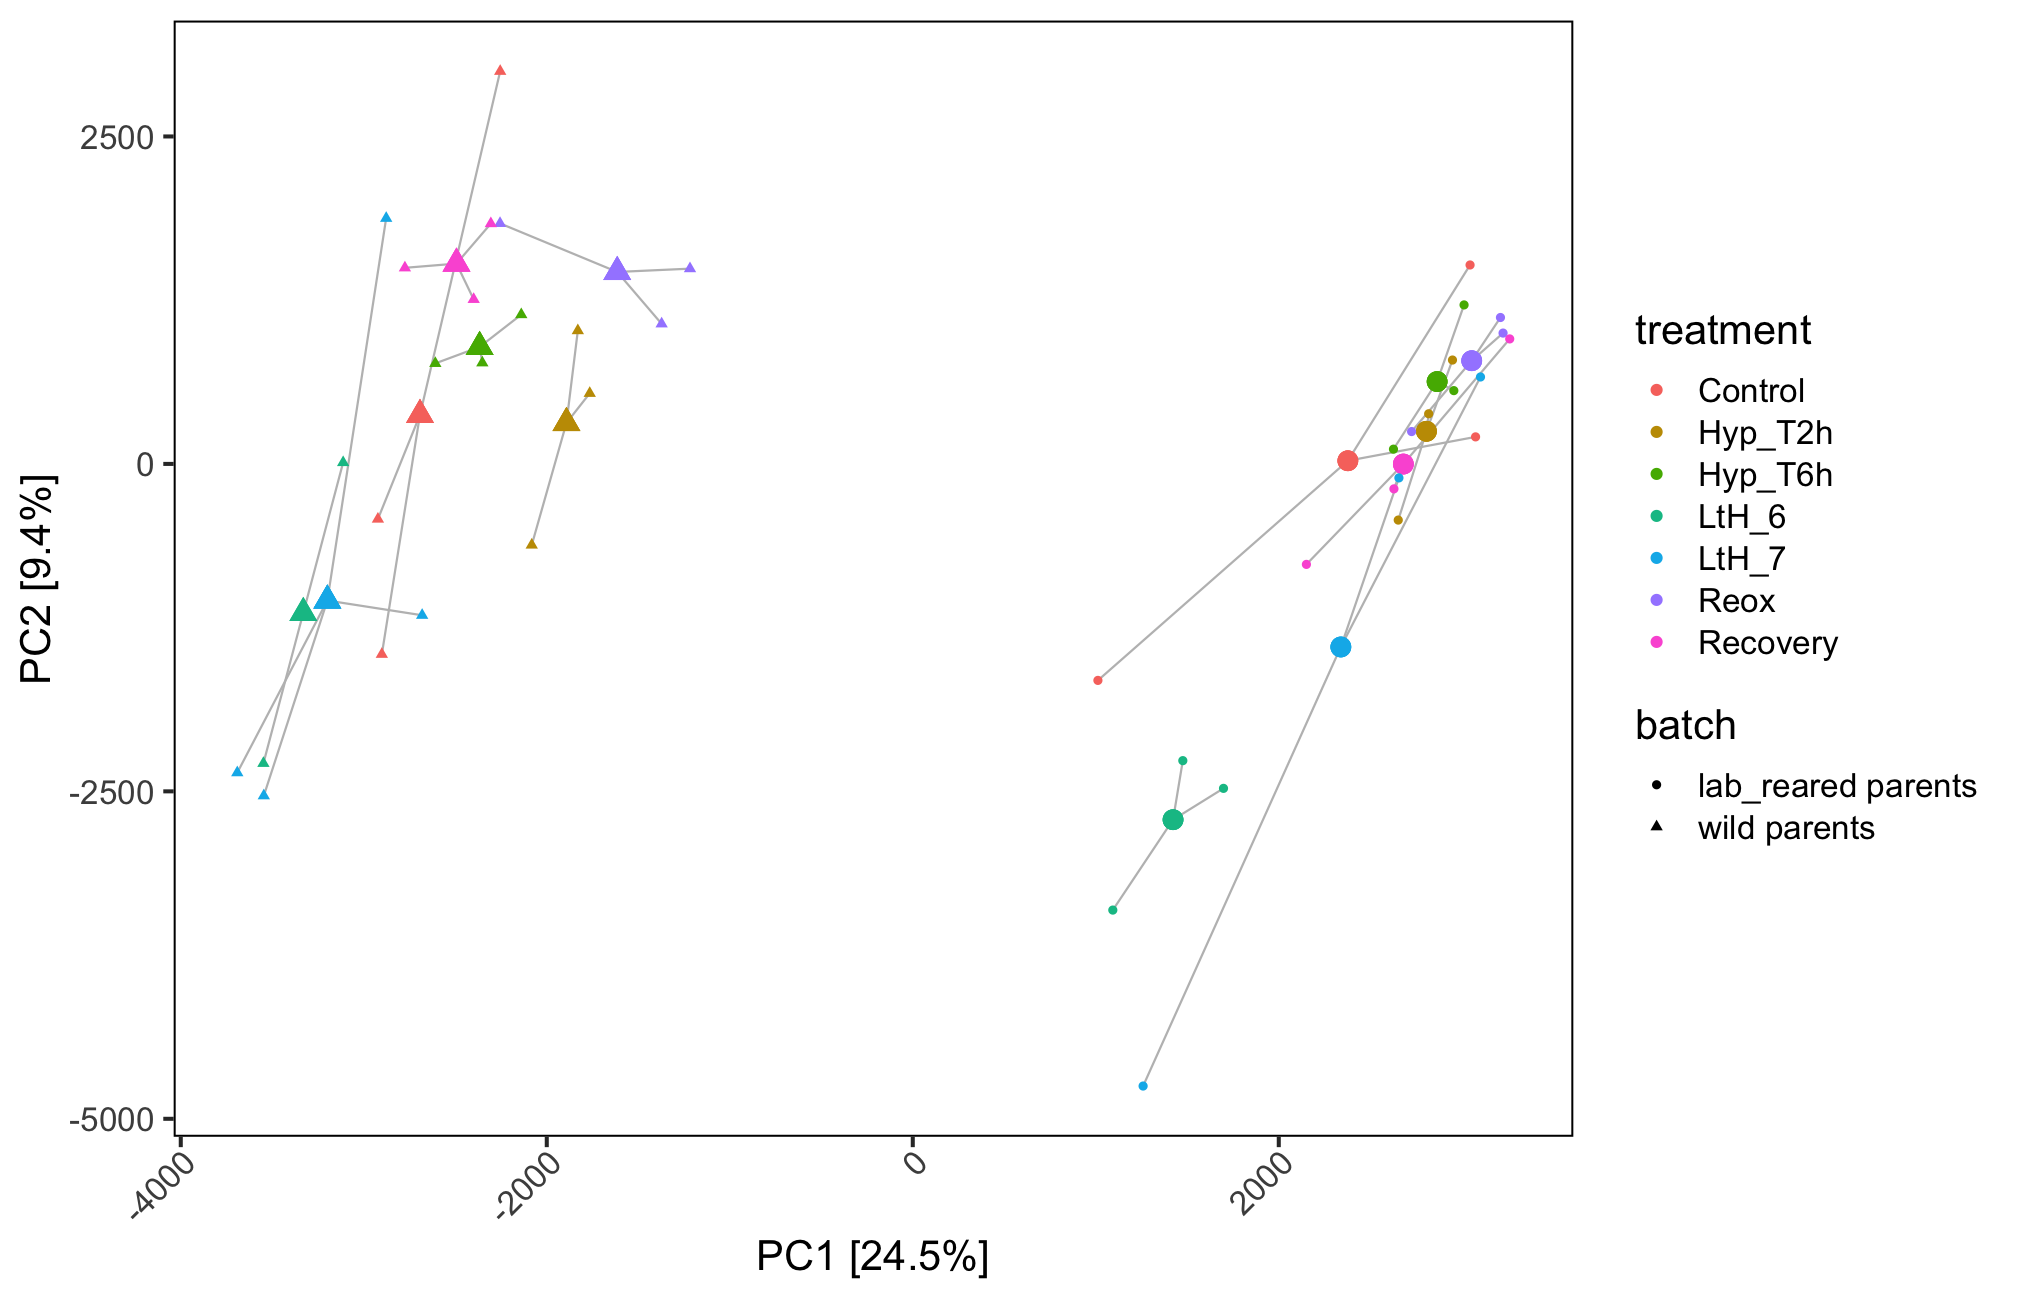 PC2 [9.4%]
2500
0
-2500
-5000
-4000
-2000
0
2000
PC1 [24.5%]
treatment
Control
Hyp_T2h
Hyp_T6h
LtH_6
LtH_7
Reox
Recovery
batch
lab_reared parents
wild parents